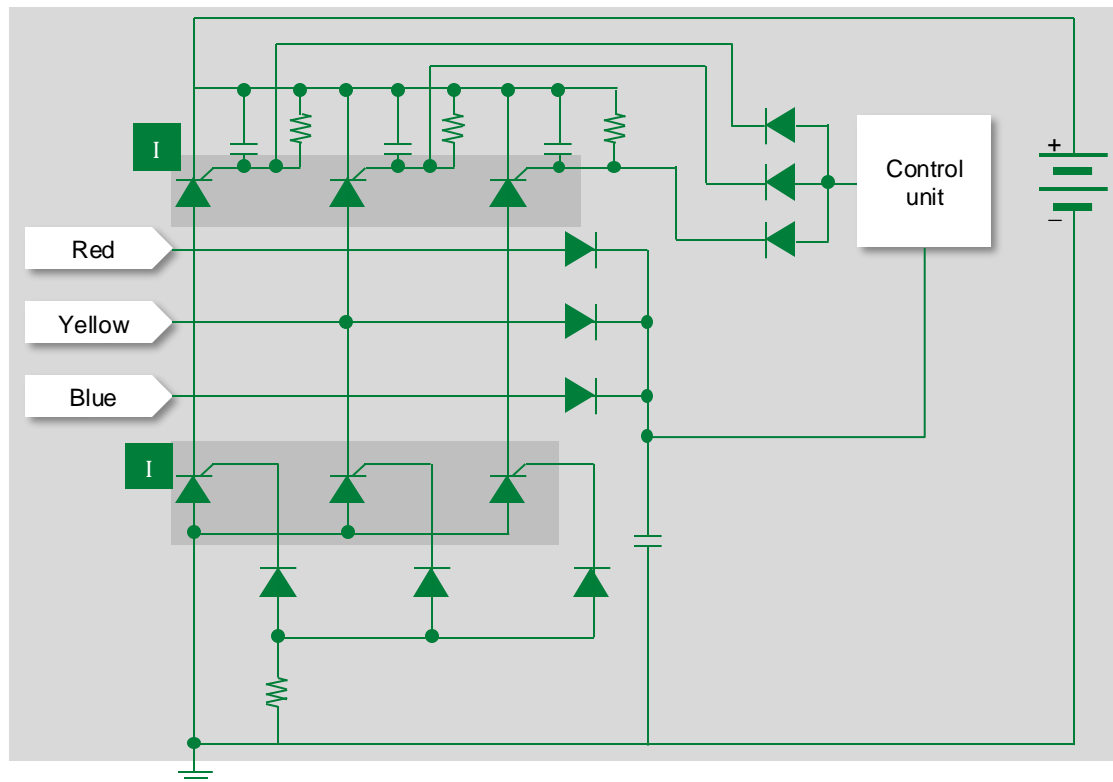 I
+
Control
unit
–
Red
Yellow
Blue
I